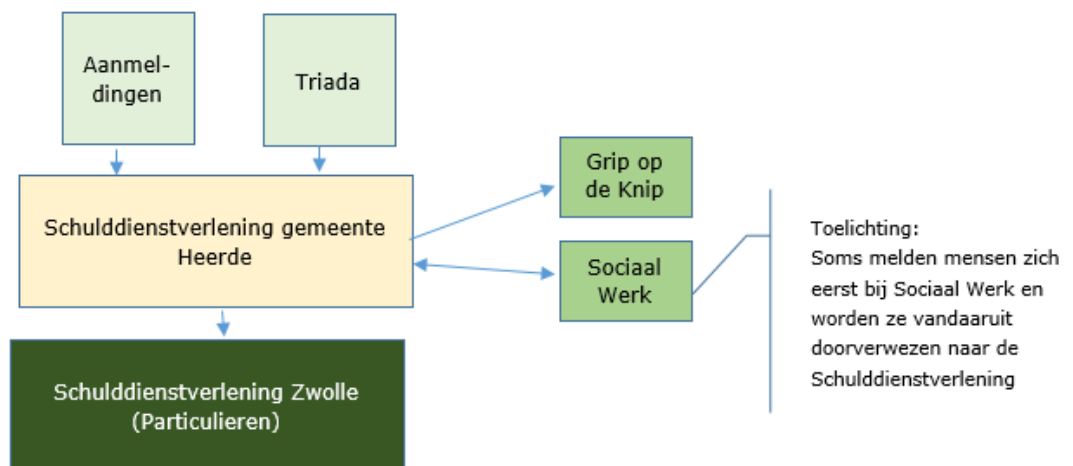 Aanmel-
dingen
Triada
Schulddienstverlening gemeente
Heerde
Grip op
de Knip
Sociaal
Werk
Toelichting:
Soms melden mensen zich
eerst bij Sociaal Werk en
worden ze vandaaruit
doorverwezen naar de
Schulddienstverlening
Schulddienstverlening Zwolle
(Particulieren)